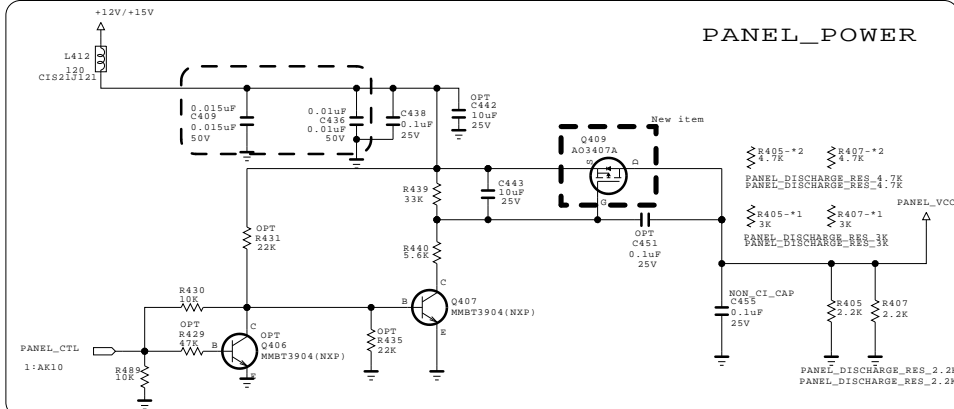 +12V/+15V
PANEL_POWER
L412
120
CIS21J121
0.015uF
C409
0.015uF
50V
0.01uF
C436
0.01uF
50V
C438
0.1uF
25V
OPT
C442
10uF
25V
New item
Q409
AO3407A
S
D
G
R405-*2
4.7K
R407-*2
4.7K
PANEL_DISCHARGE_RES_4.7K
PANEL_DISCHARGE_RES_4.7K
R439
33K
C443
10uF
25V
R405-*1
3K
R407-*1
3K
PANEL_VCC
PANEL_DISCHARGE_RES_3K
PANEL_DISCHARGE_RES_3K
OPT
R431
22K
R440
5.6K
OPT
C451
0.1uF
25V
R430
10K
C
B
Q407
MMBT3904(NXP)
E
NON_CI_CAP
C455
0.1uF
25V
R405
2.2K
R407
2.2K
OPT
R429
47K
B
C
OPT
Q406
MMBT3904(NXP)
E
OPT
R435
22K
PANEL_CTL
1:AK10
R489
10K
PANEL_DISCHARGE_RES_2.2K
PANEL_DISCHARGE_RES_2.2K